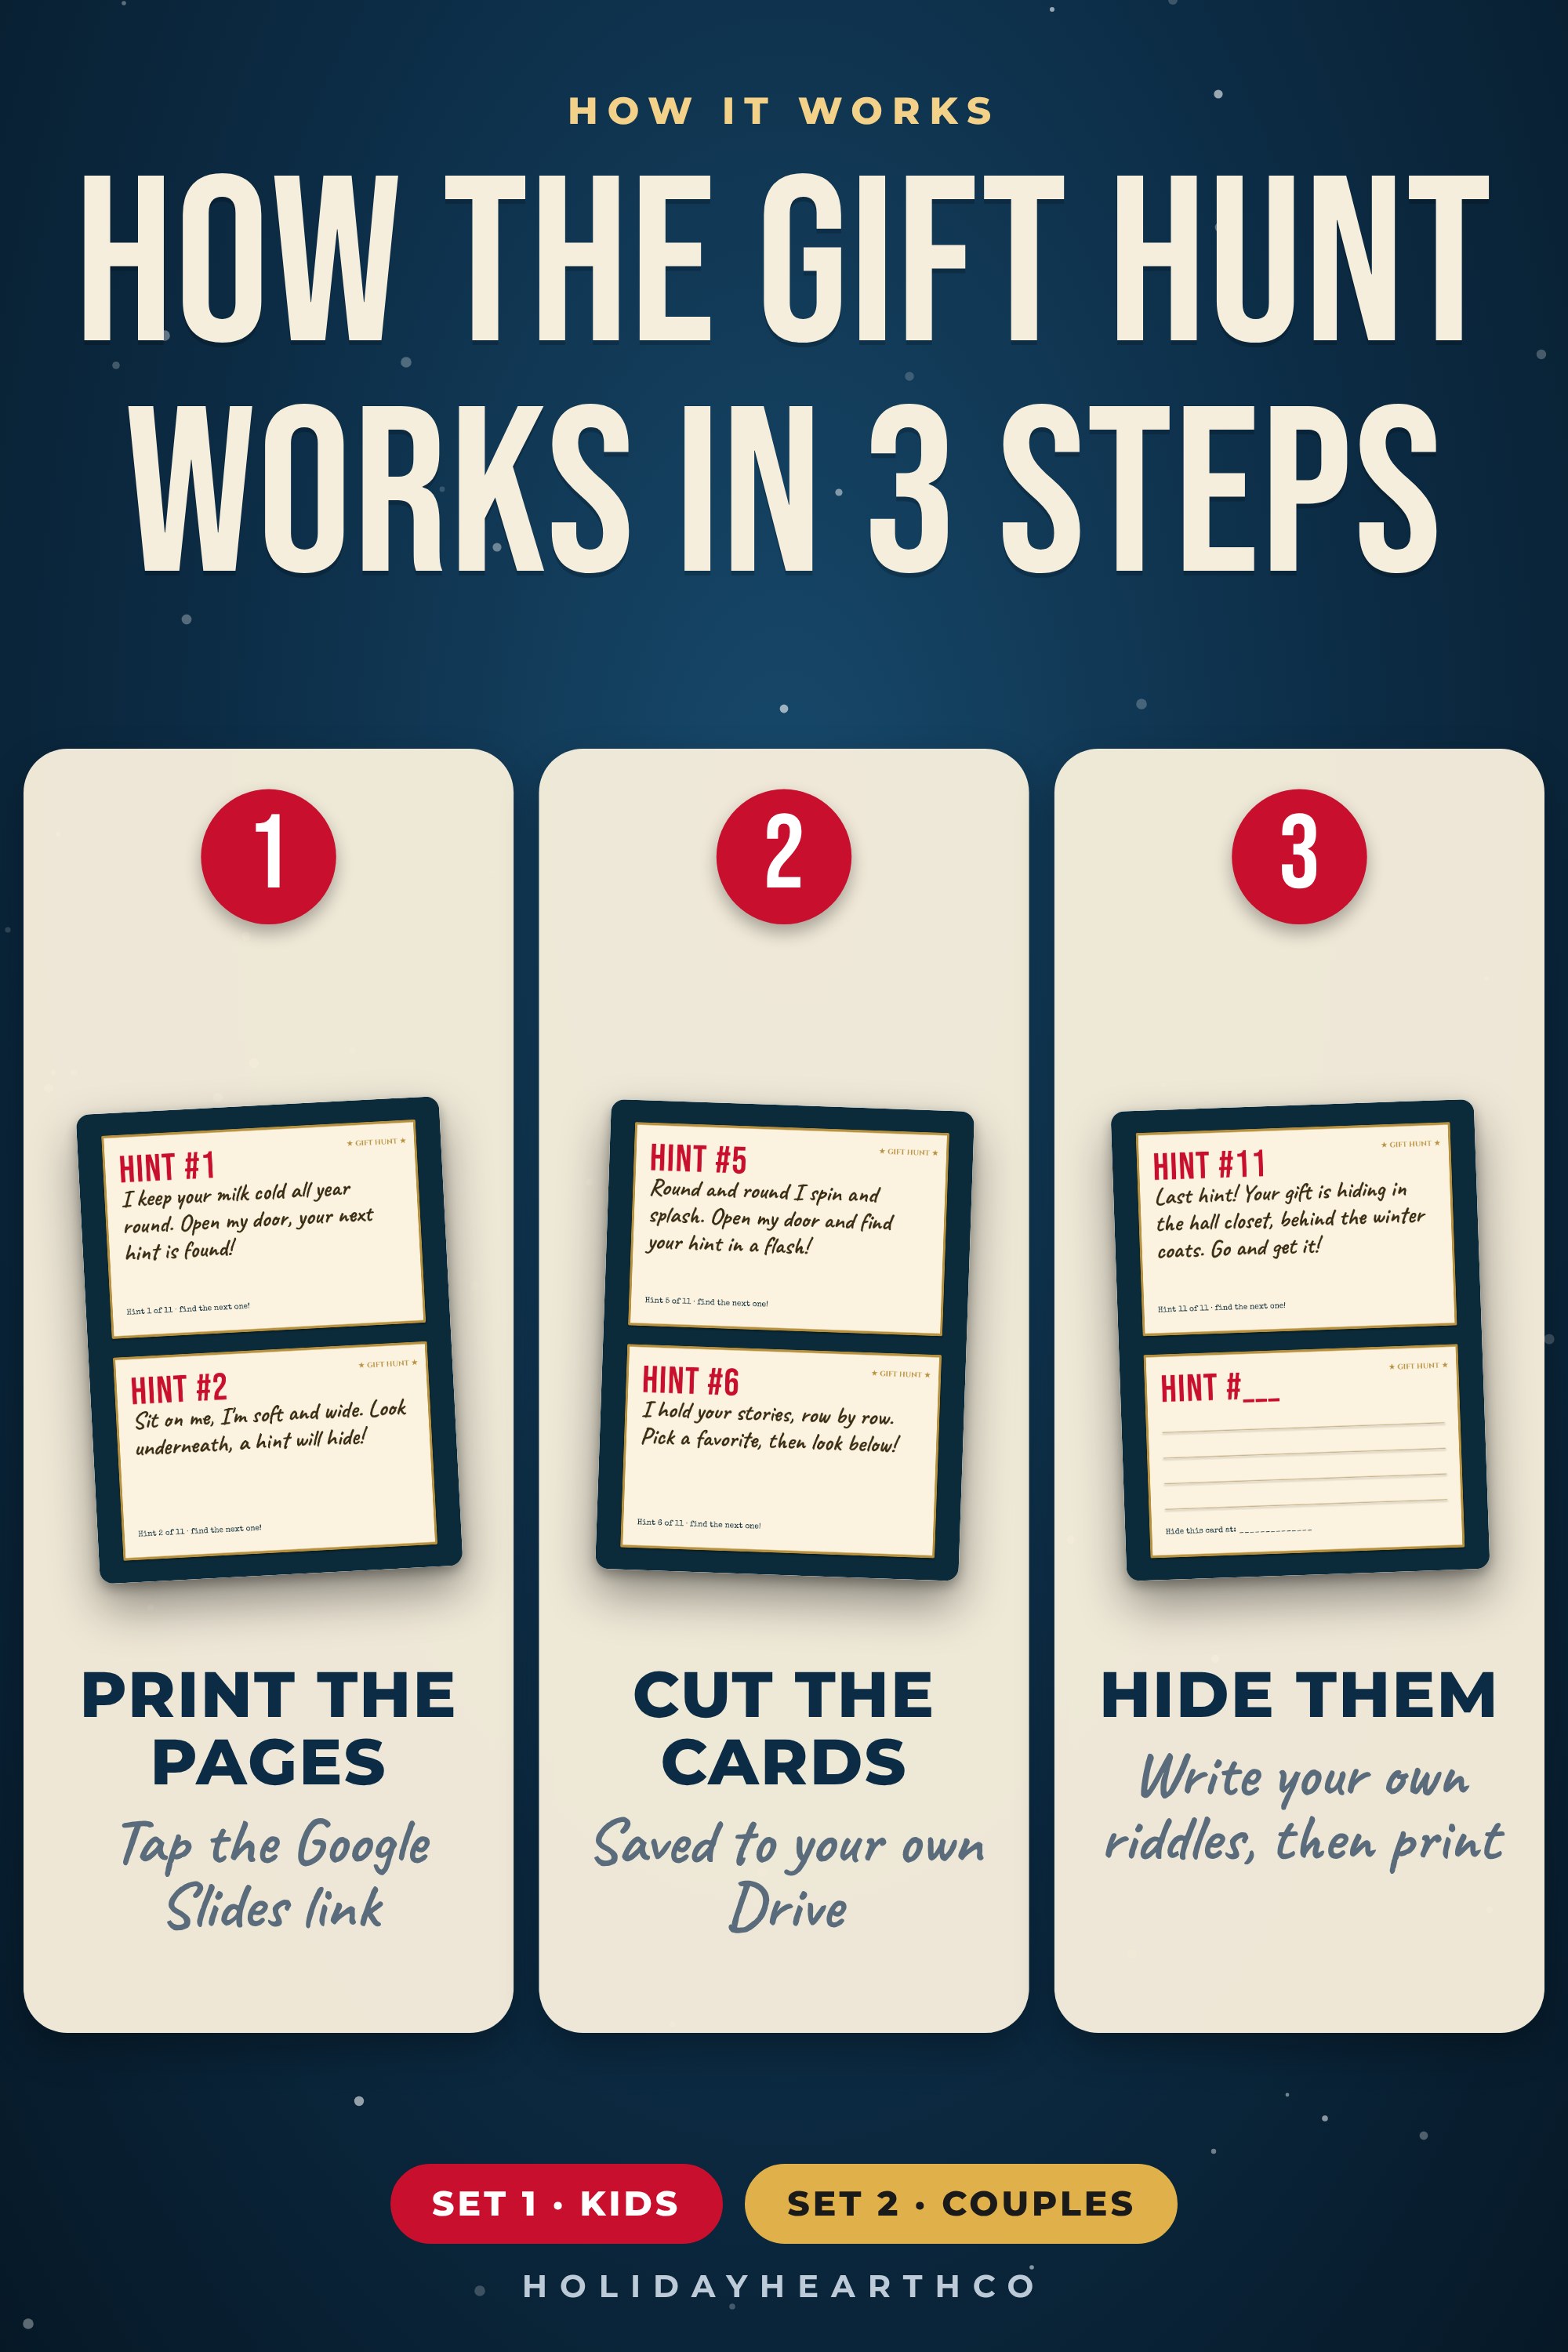 HOW IT WORKS
HOW THE GIFT HUNT
WORKS IN 3 STEPS
1
★ GIFT HUNT ★
HINT #1
I keep your milk cold all year
round. Open my door, your next
hint is found!
Hint 1 of 11 · find the next one!
★ GIFT HUNT ★
HINT #2
Sit on me, I'm soft and wide. Look
underneath, a hint will hide!
Hint 2 of 11 · find the next one!
PRINT THE
PAGES
Tap the Google
Slides link
2
★ GIFT HUNT ★
HINT #5
Round and round I spin and
splash. Open my door and find
your hint in a flash!
Hint 5 of 11 · find the next one!
★ GIFT HUNT ★
HINT #6
I hold your stories, row by row.
Pick a favorite, then look below!
Hint 6 of 11 · find the next one!
CUT THE
CARDS
Saved to your own
Drive
3
★ GIFT HUNT ★
HINT #11
Last hint! Your gift is hiding in
the hall closet, behind the winter
coats. Go and get it!
Hint 11 of 11 · find the next one!
★ GIFT HUNT ★
HINT #___
Hide this card at: ______________
HIDE THEM
Write your own
riddles, then print
SET 1 · KIDS
SET 2 · COUPLES
HOLIDAYHEARTHCO